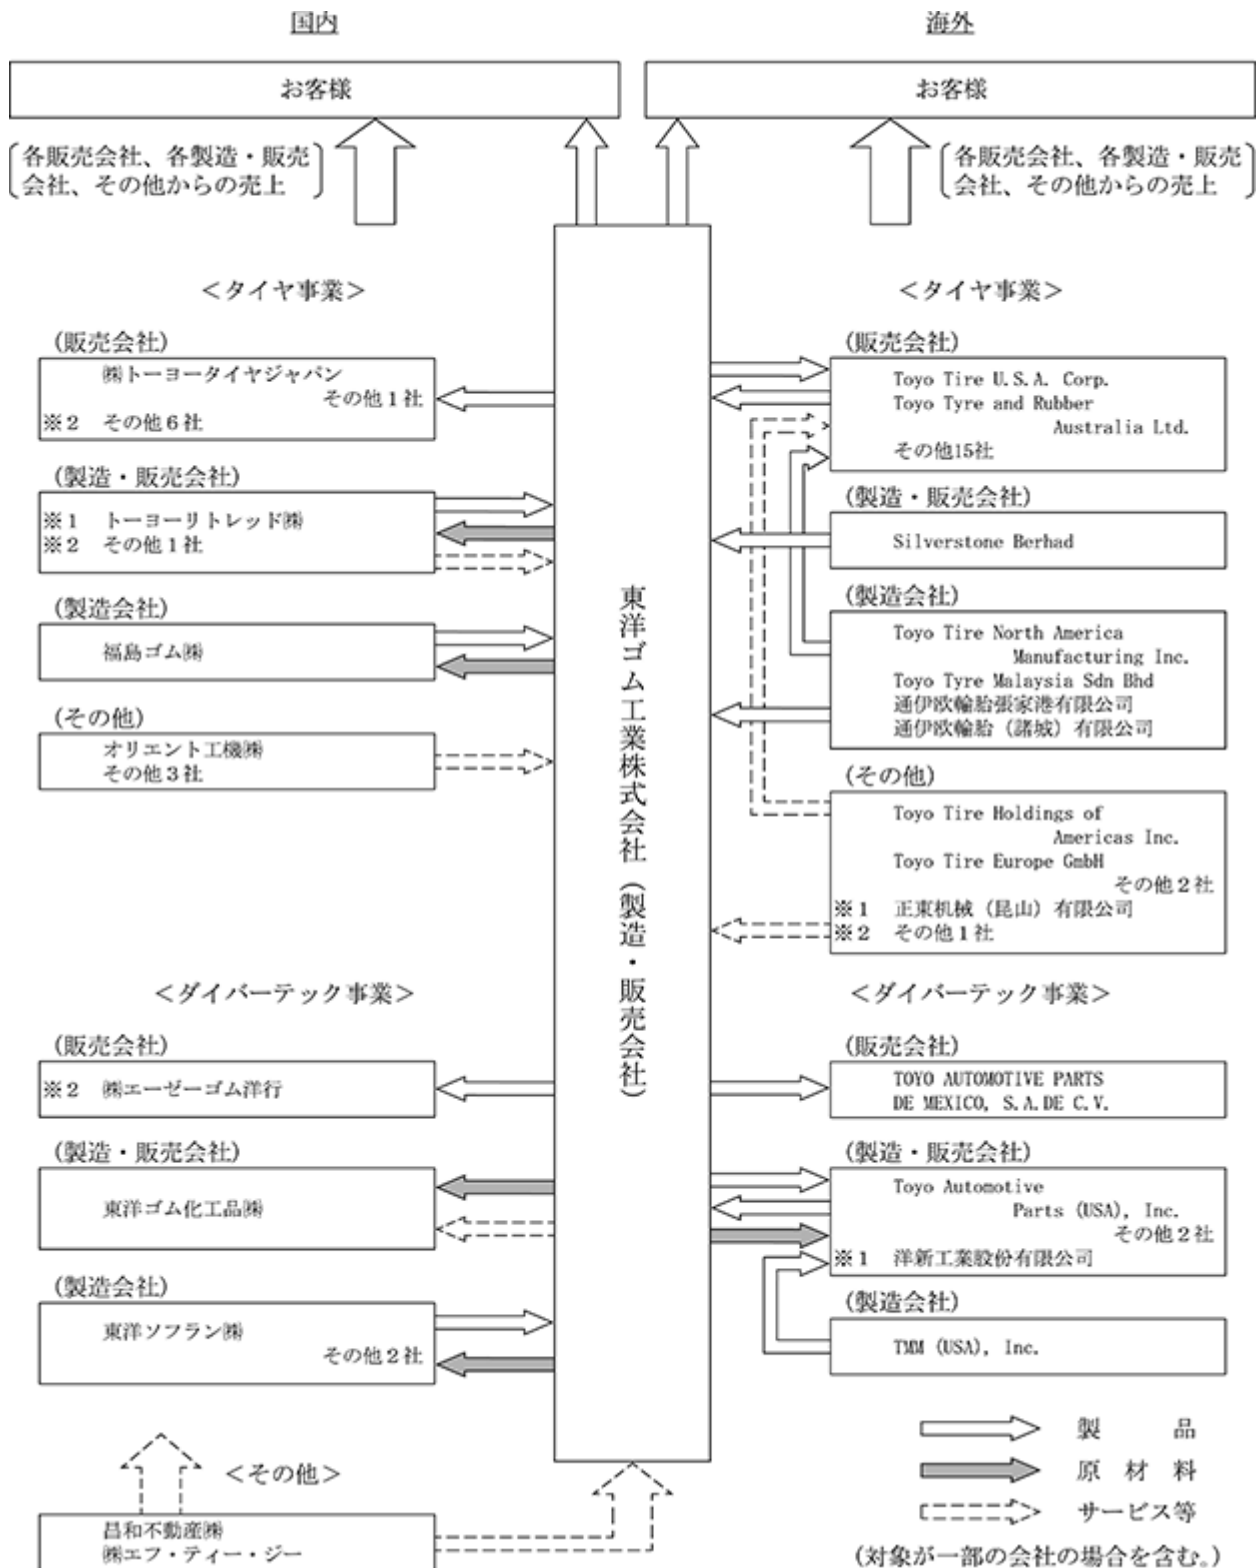 国内
お客様
各販売会社、各製造・販売
会社、その他からの売上
<タイヤ事業>
(販売会社)
㈱トーヨータイヤジャパン
その他1社
※2 その他6社
(製造・販売会社)
※1 トーヨーリトレッド㈱
※2 その他1社
(製造会社)
福島ゴム㈱
(その他)
オリエント工機㈱
その他3社
<ダイバーテック事業>
(販売会社)
※2 ㈱エーゼーゴム洋行
(製造・販売会社)
東洋ゴム化工品㈱
(製造会社)
東洋ソフラン㈱
その他2社
<その他>
昌和不動産㈱
㈱エフ・ティー・ジー
東洋ゴム工業株式会社(製造・販売会社)
海外
お客様
各販売会社、各製造・販売
会社、その他からの売上
<タイヤ事業>
(販売会社)
Toyo Tire U.S.A. Corp.
Toyo Tyre and Rubber
Australia Ltd.
その他15社
(製造・販売会社)
Silverstone Berhad
(製造会社)
Toyo Tire North America
Manufacturing Inc.
Toyo Tyre Malaysia Sdn Bhd
通伊欧輪胎張家港有限公司
通伊欧輪胎(諸城)有限公司
(その他)
Toyo Tire Holdings of
Americas Inc.
Toyo Tire Europe GmbH
その他2社
※1 正東机械(昆山)有限公司
※2 その他1社
<ダイバーテック事業>
(販売会社)
TOYO AUTOMOTIVE PARTS
DE MEXICO, S.A.DE C.V.
(製造・販売会社)
Toyo Automotive
Parts (USA), Inc.
その他2社
※1 洋新工業股份有限公司
(製造会社)
TMM (USA), Inc.
製品
原材料
サービス等
(対象が一部の会社の場合を含む。)